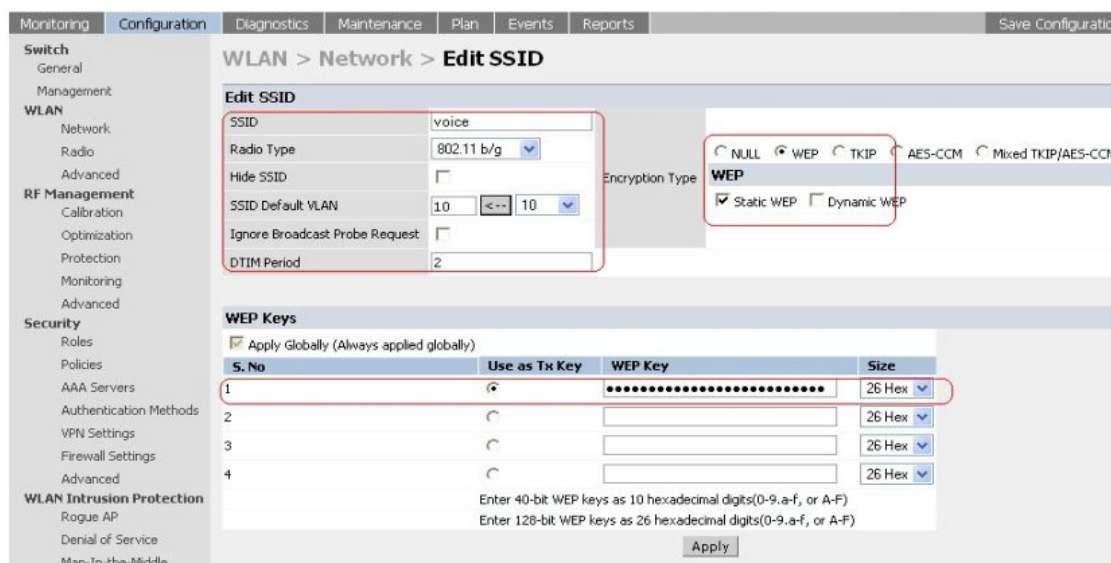 Monitoring Configuration Diagnostics Maintenance Plan Events Reports Save Configuratio
Switch
General
Management
WLAN
Network
Radio
Advanced
RF Management
Calibration
Optimization
Protection
Monitoring
Advanced
Security
Roles
Policies
AAA Servers
Authentication Methods
VPN Settings
Firewall Settings
Advanced
WLAN Intrusion Protection
Rogue AP
Denial of Service
Man-In-the-Middle
WLAN > Network > Edit SSID
Edit SSID
SSID voice
Radio Type 802.11 b/g
Hide SSID
SSID Default VLAN 10 <-- 10
Ignore Broadcast Probe Request
DTIM Period 2
Encryption Type
NULL WEP TKIP AES-CCM Mixed TKIP/AES-CCM
WEP
Static WEP Dynamic WEP
WEP Keys
Apply Globally (Always applied globally)
S. No Use as Tx Key WEP Key Size
1 •••••••••••••••••••••••••• 26 Hex
2 26 Hex
3 26 Hex
4 26 Hex
Enter 40-bit WEP keys as 10 hexadecimal digits(0-9.a-f, or A-F)
Enter 128-bit WEP keys as 26 hexadecimal digits(0-9.a-f, or A-F)
Apply